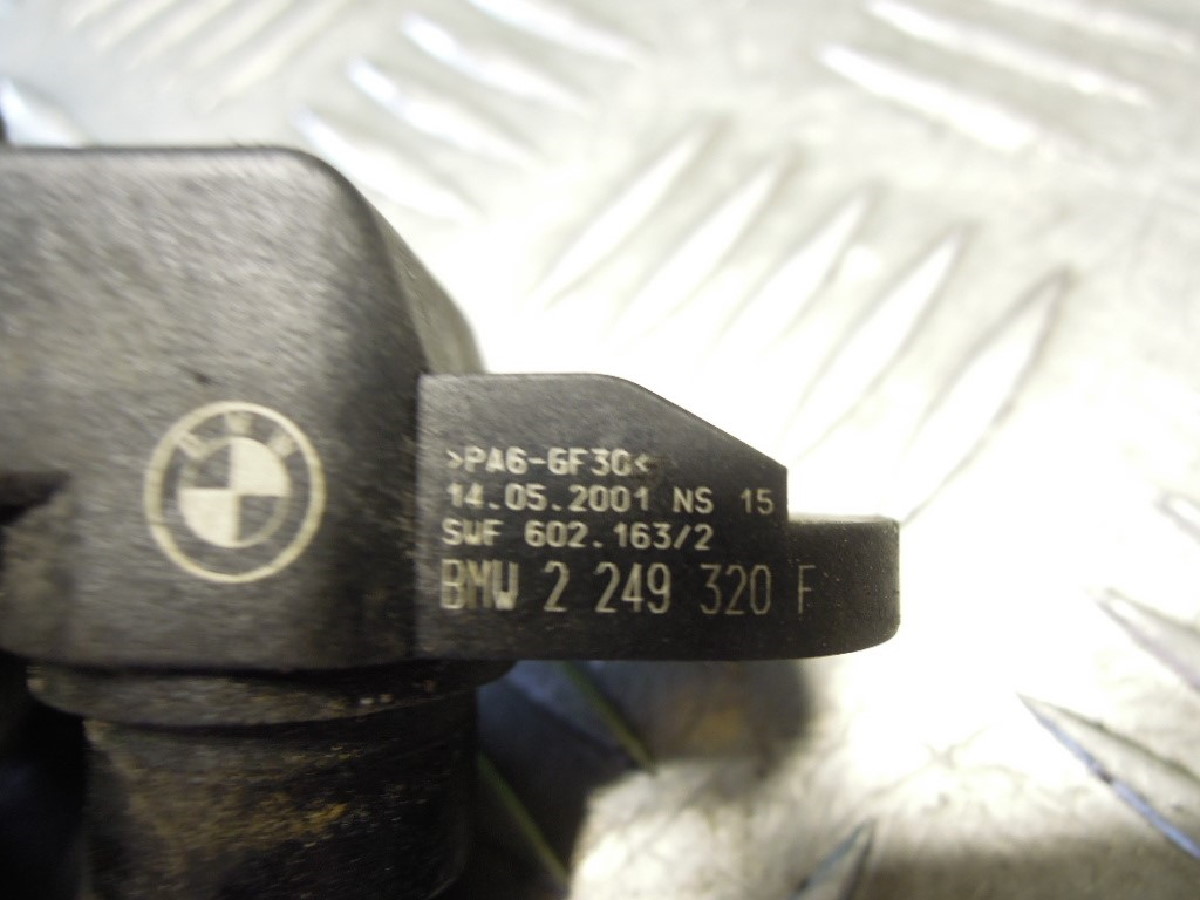 >PA6-GF30<
14.05.2001 NS 15
SWF 602.163/2
BMW 2 249 320 F